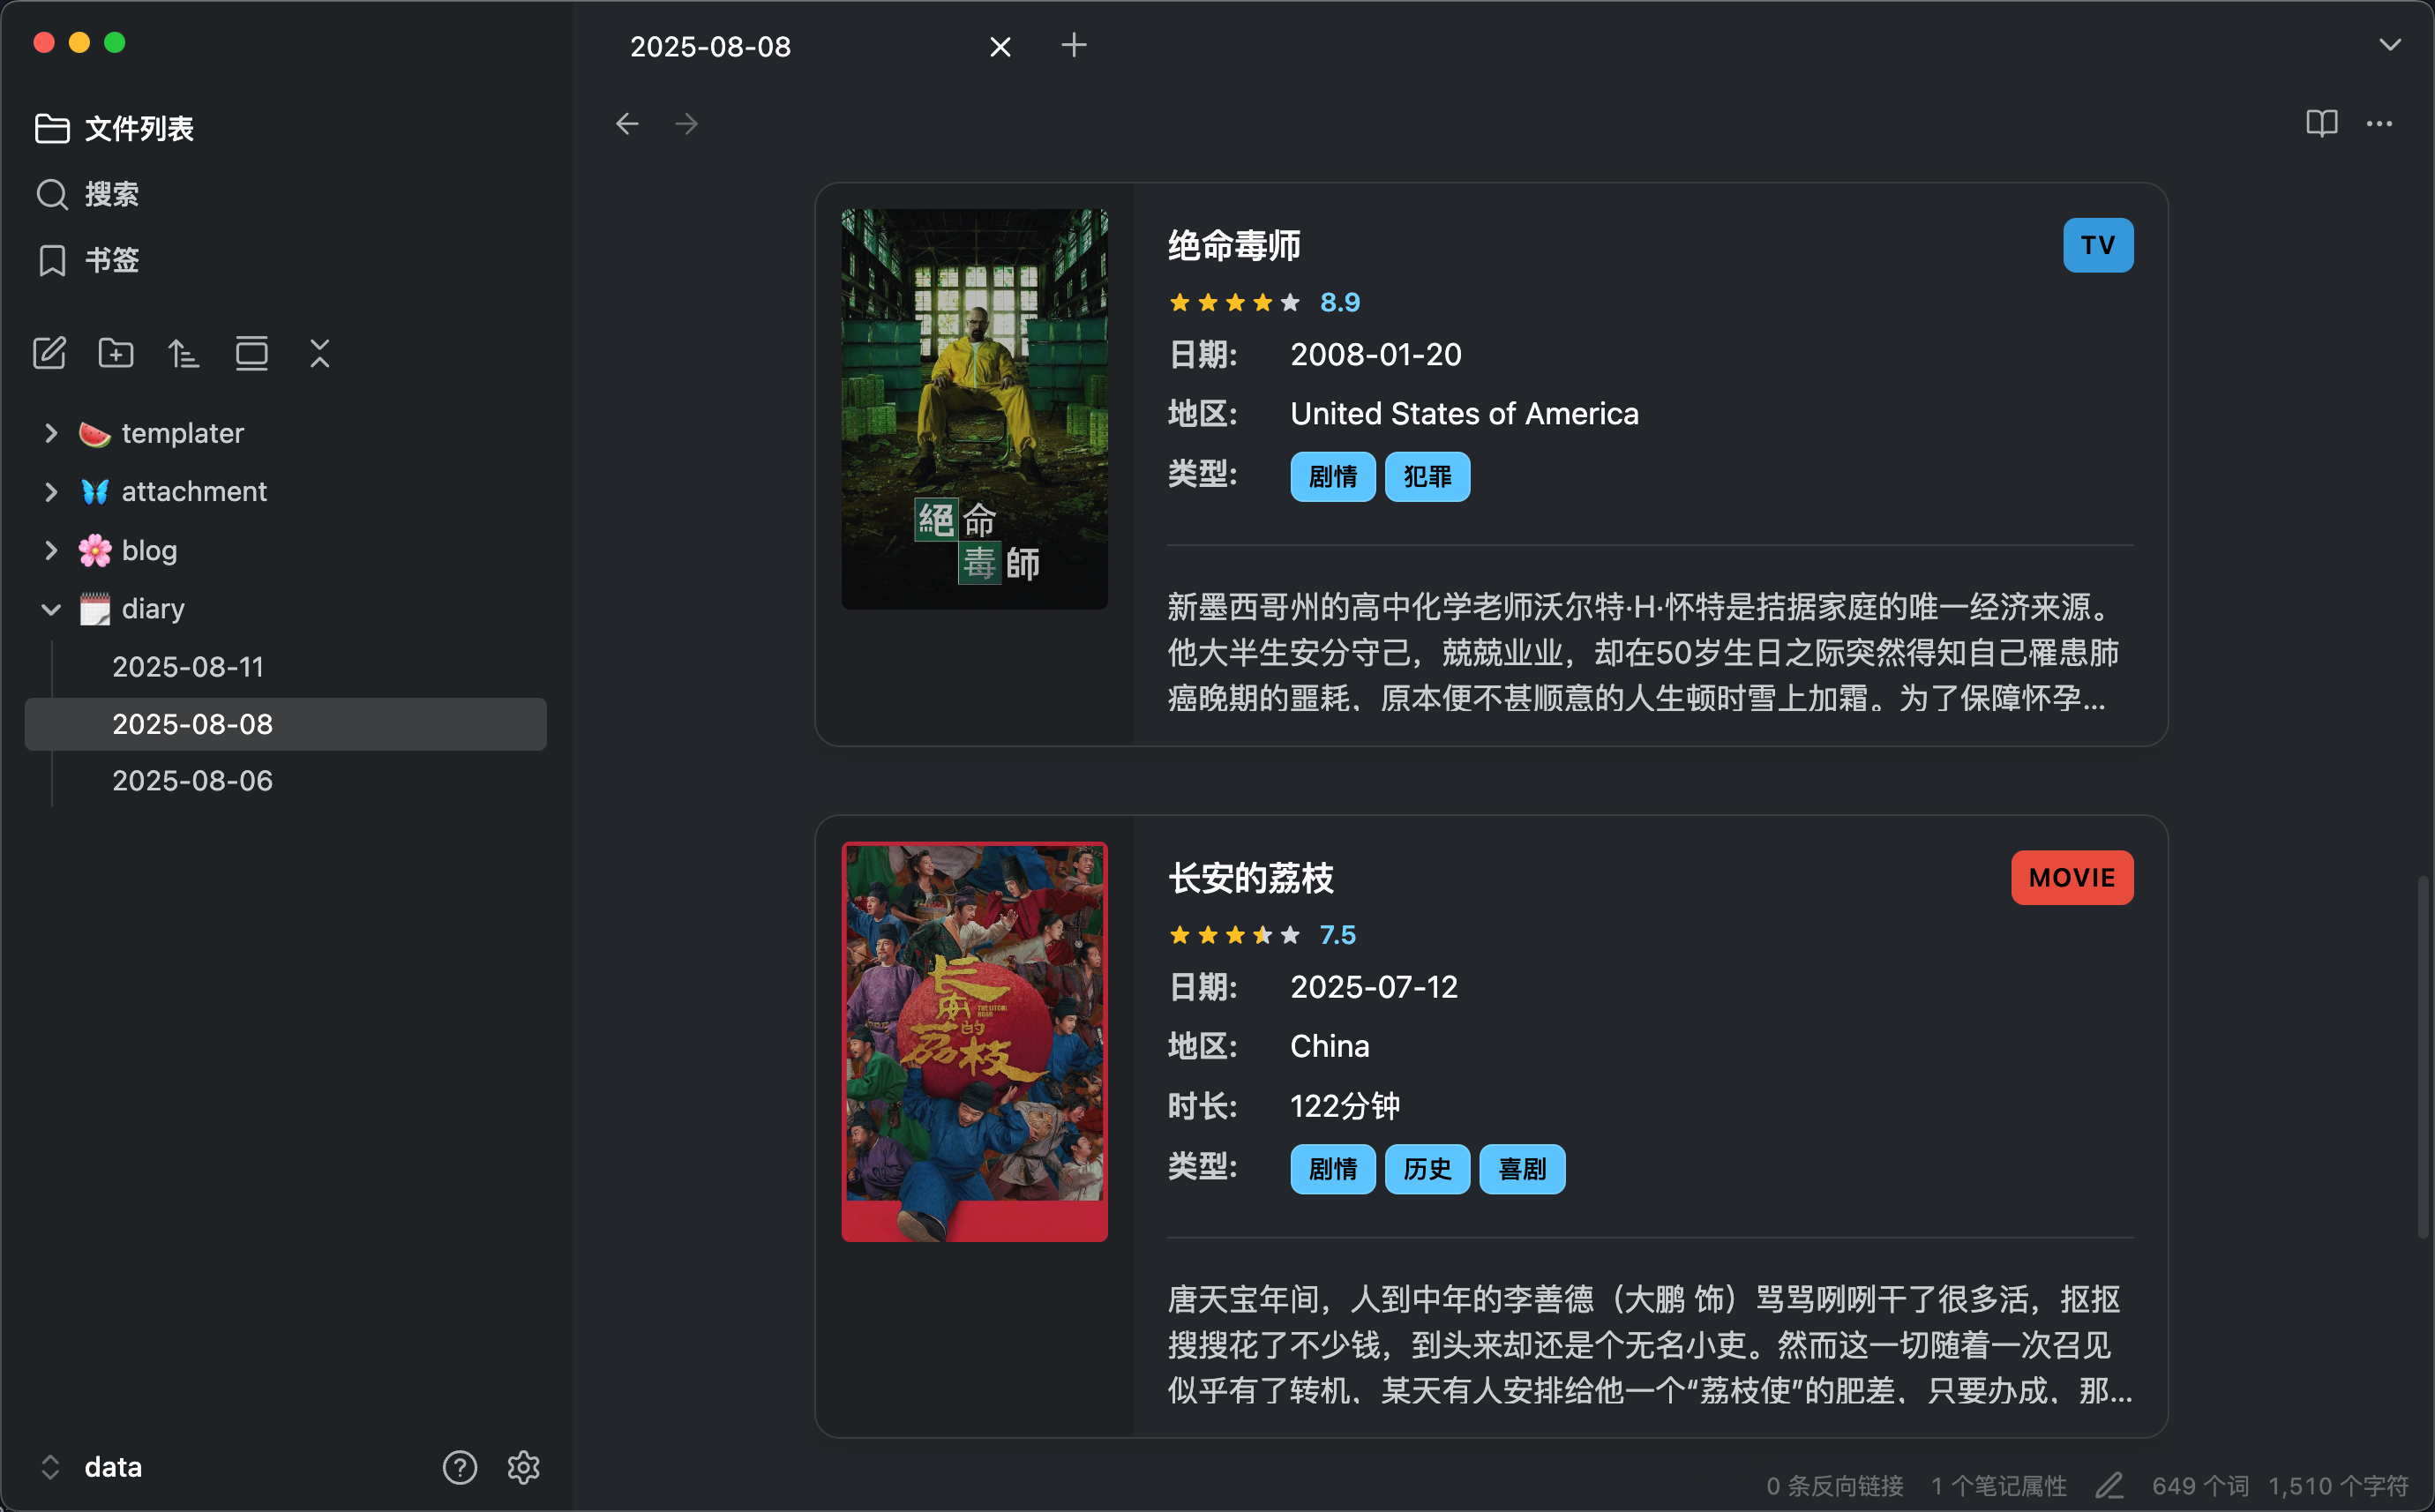 2025-08-08
文件列表
搜索
书签
templater
attachment
blog
diary
2025-08-11
2025-08-08
2025-08-06
data
絕命
毒師
绝命毒师
TV
8.9
日期: 2008-01-20
地区: United States of America
类型: 剧情 犯罪
新墨西哥州的高中化学老师沃尔特·H·怀特是拮据家庭的唯一经济来源。
他大半生安分守己，兢兢业业，却在50岁生日之际突然得知自己罹患肺
癌晚期的噩耗，原本便不甚顺意的人生顿时雪上加霜。为了保障怀孕...
长安的荔枝
THE LITCHI
ROAD
长安的荔枝
MOVIE
7.5
日期: 2025-07-12
地区: China
时长: 122分钟
类型: 剧情 历史 喜剧
唐天宝年间，人到中年的李善德（大鹏 饰）骂骂咧咧干了很多活，抠抠
搜搜花了不少钱，到头来却还是个无名小吏。然而这一切随着一次召见
似乎有了转机，某天有人安排给他一个“荔枝使”的肥差，只要办成，那...
0 条反向链接 1 个笔记属性 649 个词 1,510 个字符